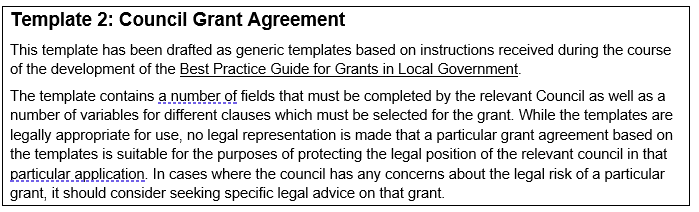 Template 2: Council Grant Agreement
This template has been drafted as generic templates based on instructions received during the course
of the development of the Best Practice Guide for Grants in Local Government.
The template contains a number of fields that must be completed by the relevant Council as well as a
number of variables for different clauses which must be selected for the grant. While the templates are
legally appropriate for use, no legal representation is made that a particular grant agreement based on
the templates is suitable for the purposes of protecting the legal position of the relevant council in that
particular application. In cases where the council has any concerns about the legal risk of a particular
grant, it should consider seeking specific legal advice on that grant.